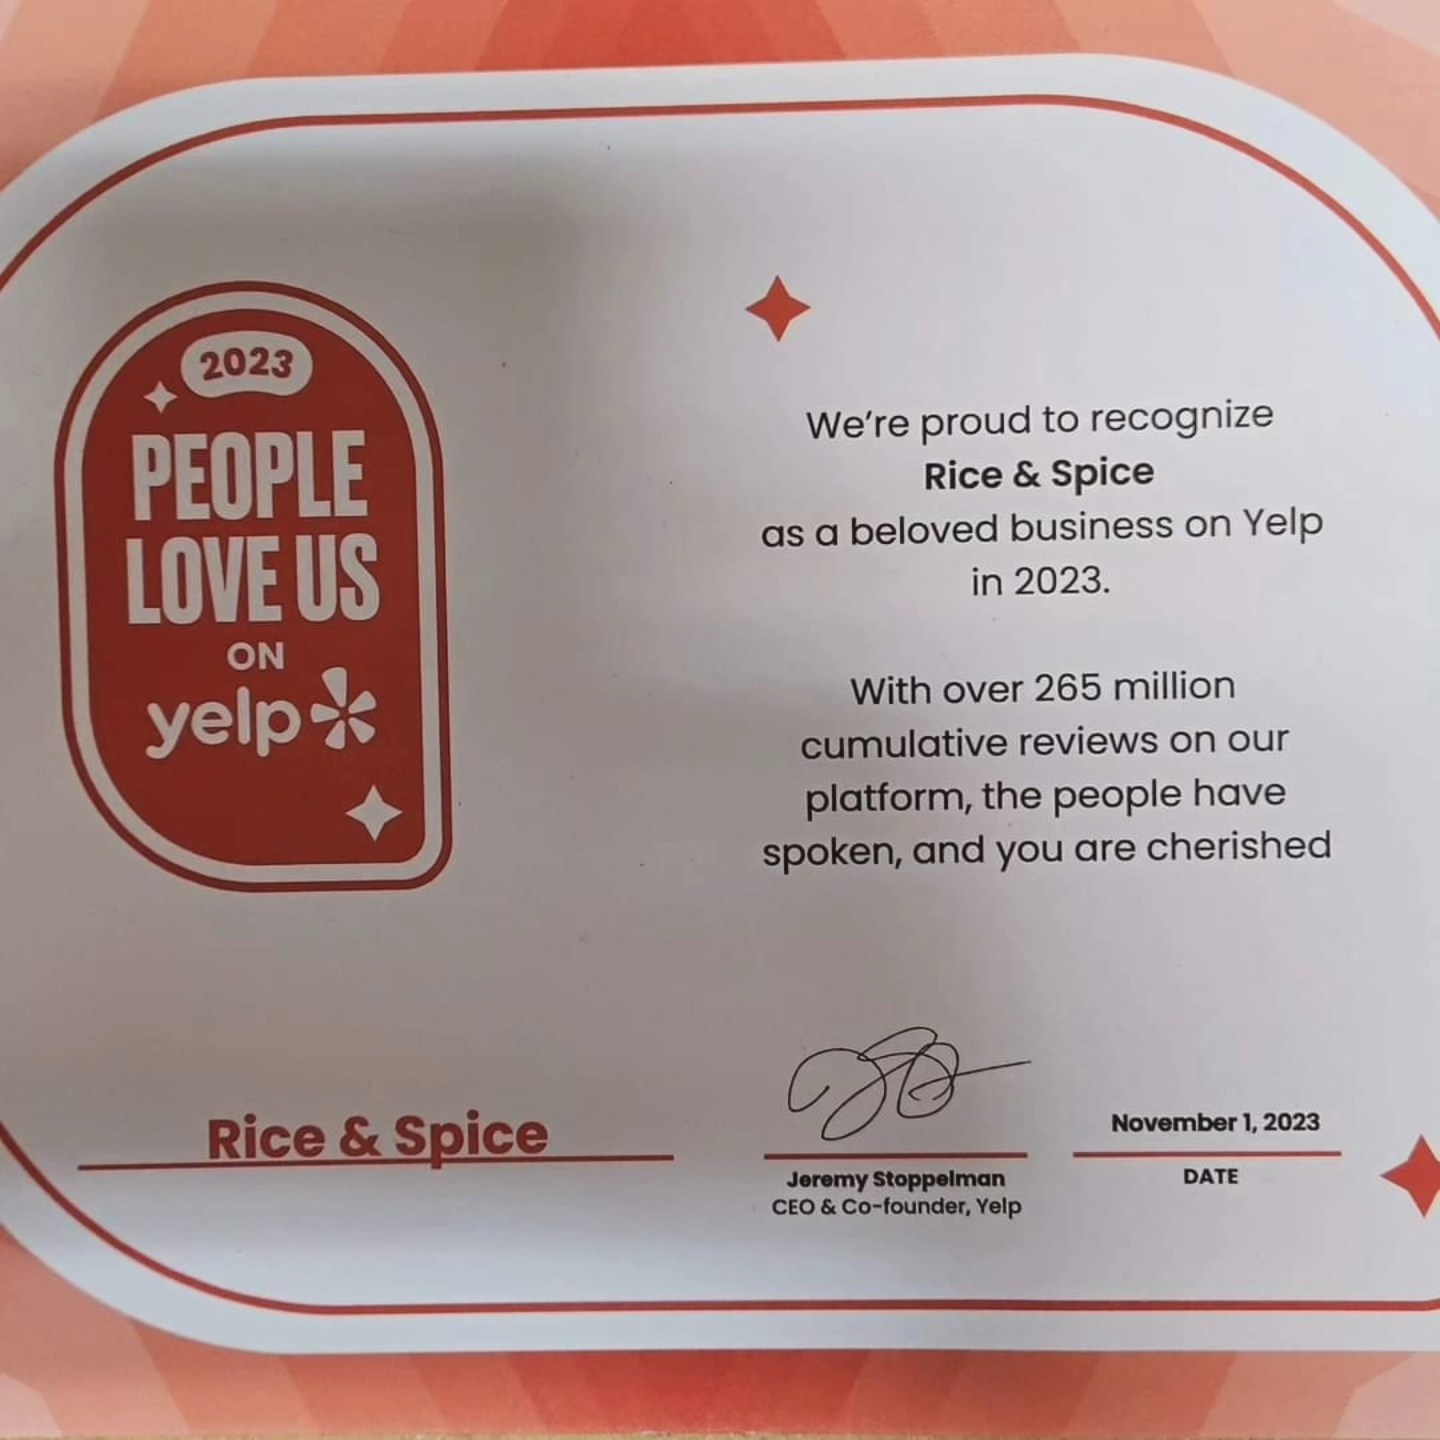 2023
PEOPLE
LOVE US
ON
yelp
We're proud to recognize
Rice & Spice
as a beloved business on Yelp
in 2023.
With over 265 million
cumulative reviews on our
platform, the people have
spoken, and you are cherished
Rice & Spice
Jeremy Stoppelman
CEO & Co-founder, Yelp
November 1, 2023
DATE